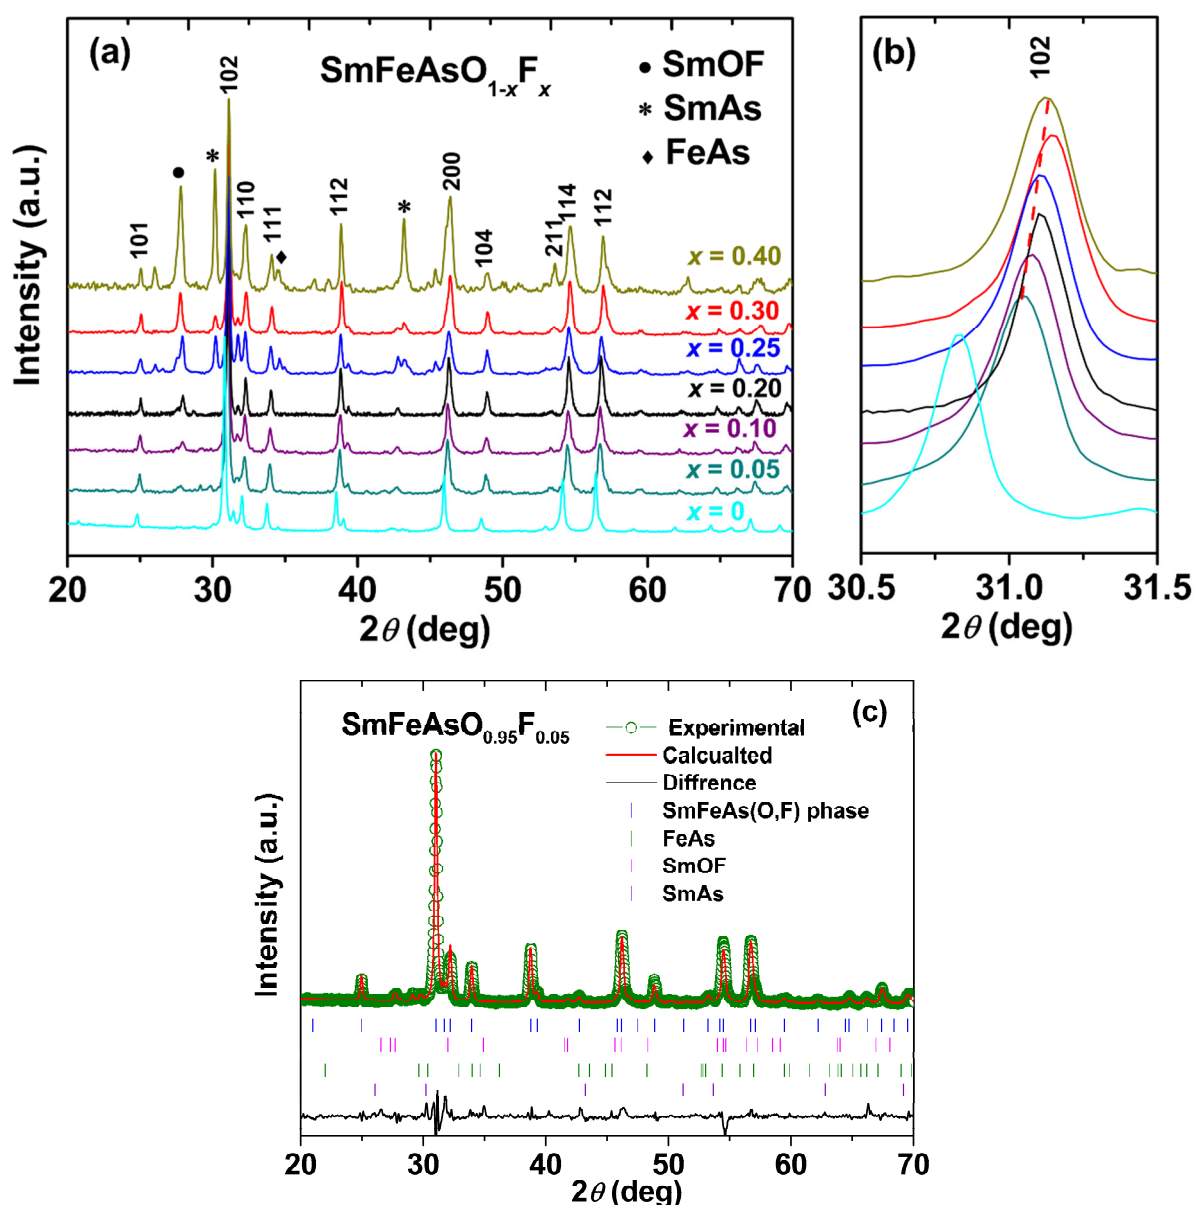 (a)
SmFeAsO1-xFx
● SmOF
* SmAs
♦ FeAs
101
●
*
102
110
111
♦
112
*
200
104
211
114
112
x = 0.40
x = 0.30
x = 0.25
x = 0.20
x = 0.10
x = 0.05
x = 0
Intensity (a.u.)
20 30 40 50 60 70
2θ (deg)
(b)
102
30.5 31.0 31.5
2θ (deg)
(c)
SmFeAsO0.95F0.05
Experimental
Calcualted
Diffrence
SmFeAs(O,F) phase
FeAs
SmOF
SmAs
Intensity (a.u.)
20 30 40 50 60 70
2θ (deg)